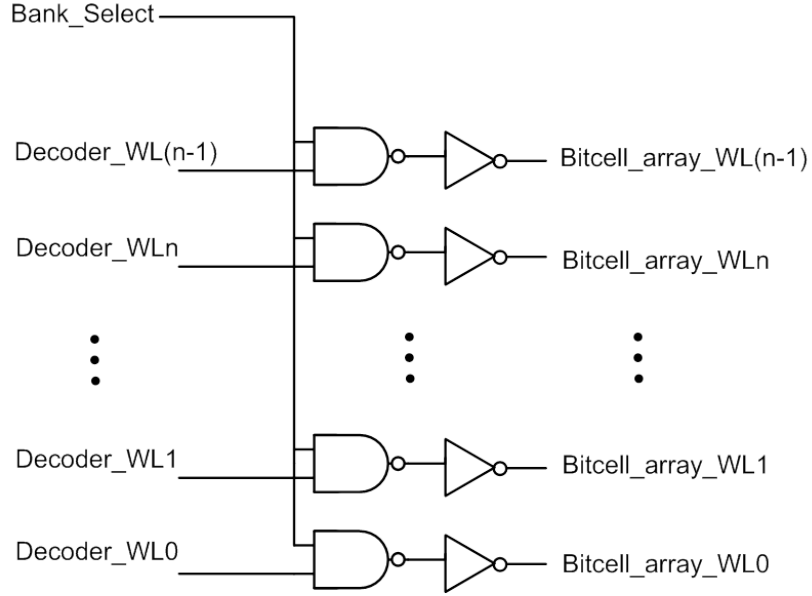 Bank_Select
Decoder_WL(n-1)
Bitcell_array_WL(n-1)
Decoder_WLn
Bitcell_array_WLn
Decoder_WL1
Bitcell_array_WL1
Decoder_WL0
Bitcell_array_WL0